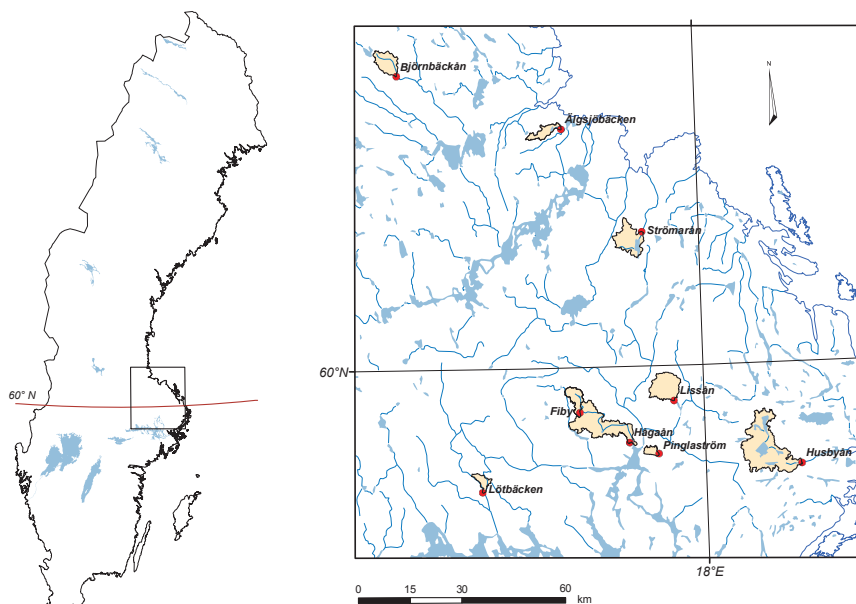 Björnbäckån
N
Älgsjöbäcken
Strömarån
60°N
60° N
Lissån
Fiby
Hågaån
Pinglaström
Husbyån
Lötbäcken
18°E
0 15 30 60
km